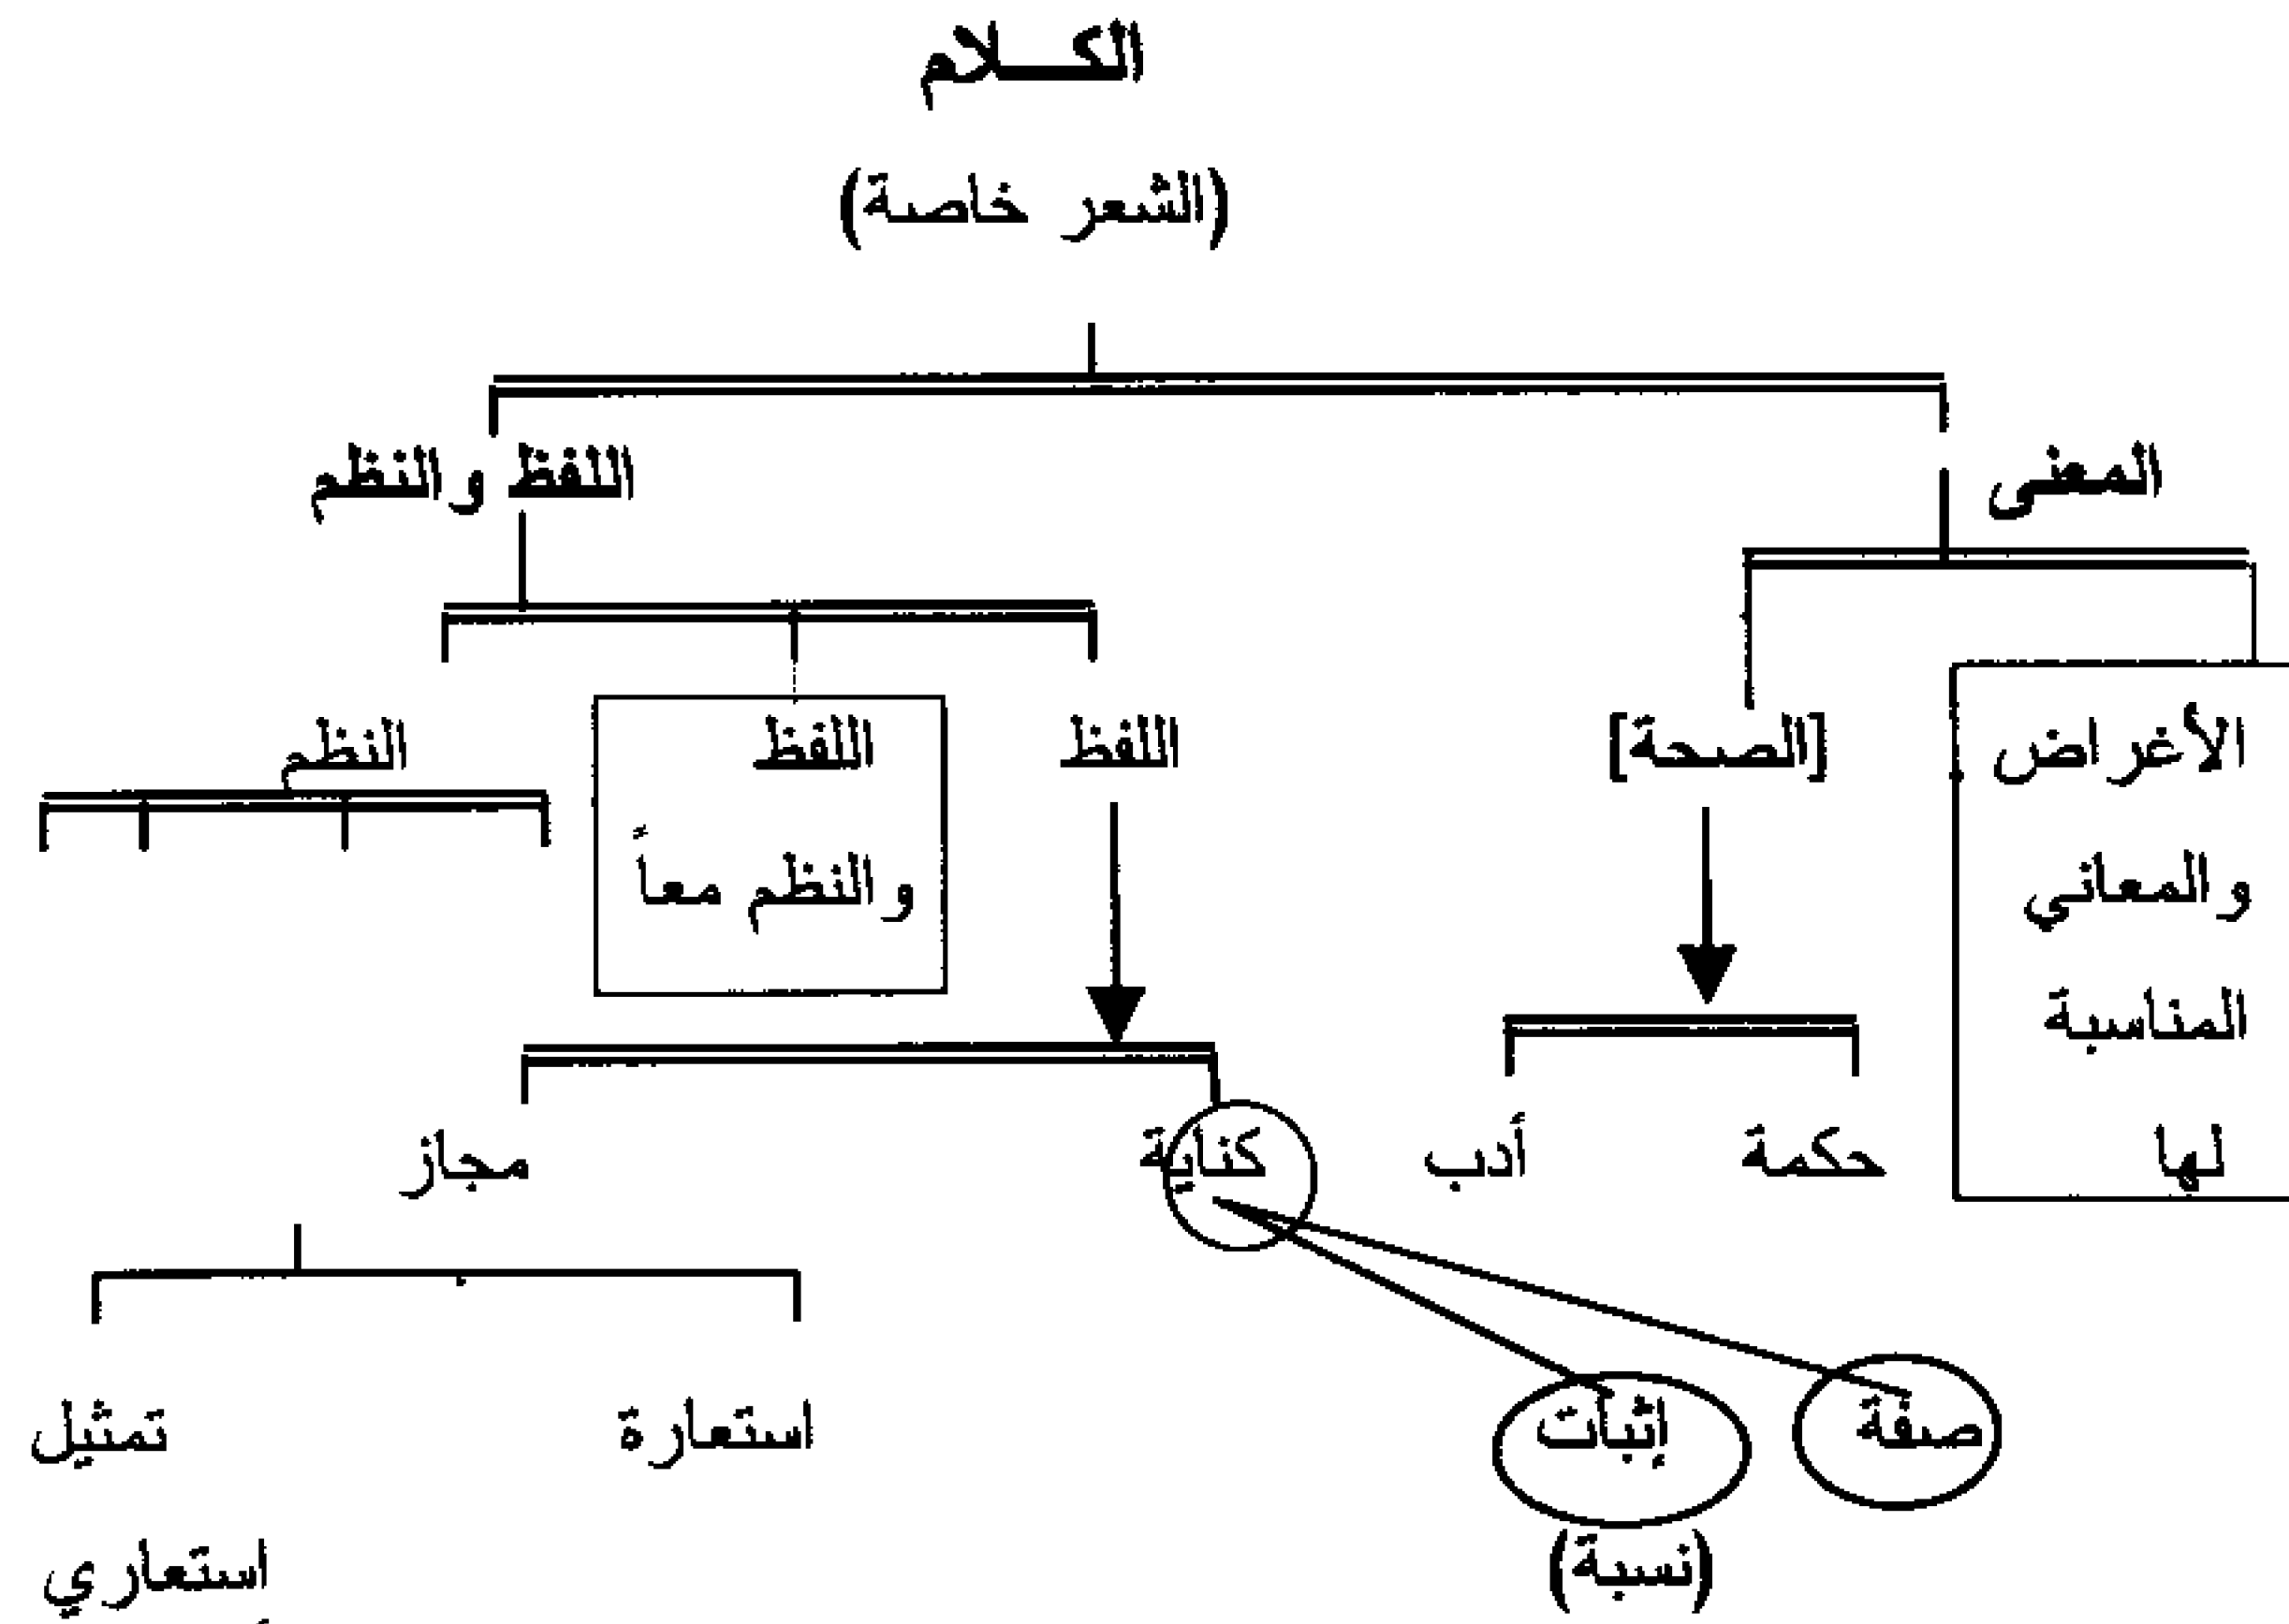 الكـــلام
(الشعر خاصة)
المعنى
اللفظ والنظم
الأغراض
والمعاني
المناسبة
لها
[الصحة]
اللفظ
اللفظ
والنظم معاً
النظم
حكمة
أدب
كناية
مجاز
صفة
إثبات
(نسبة)
استعارة
تمثيل
استعاري